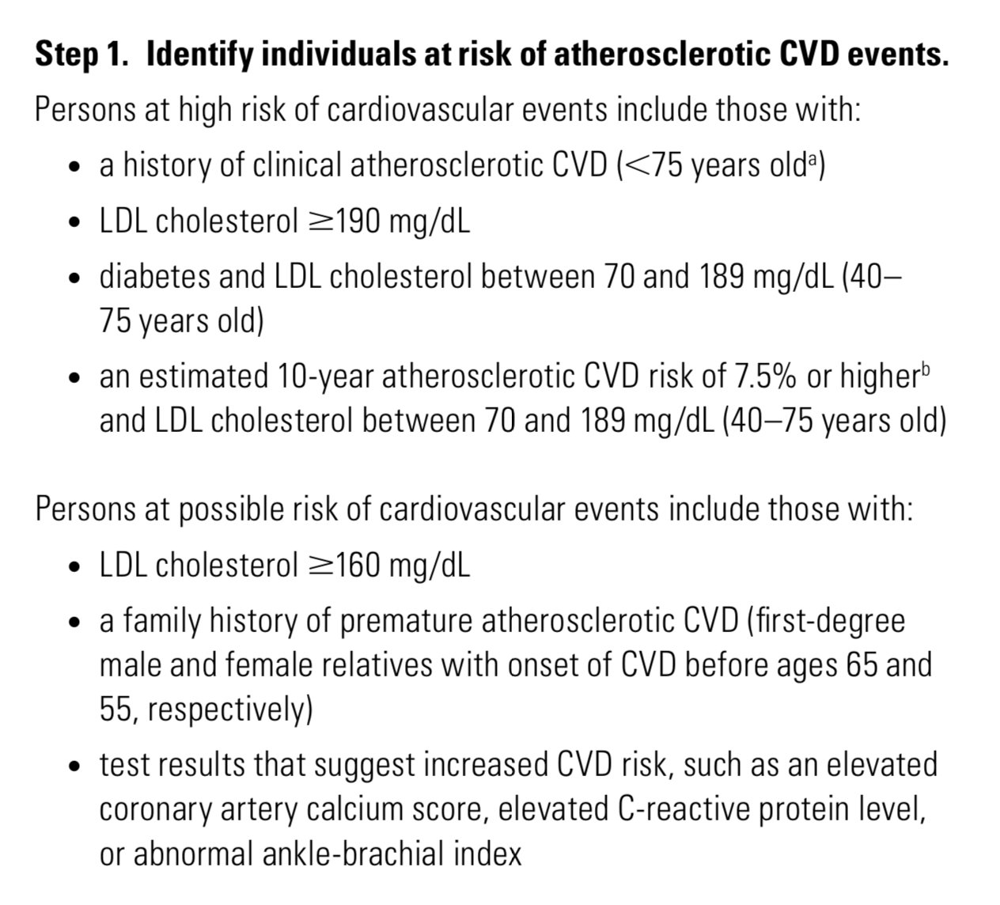 Step 1. Identify individuals at risk of atherosclerotic CVD events.
Persons at high risk of cardiovascular events include those with:
• a history of clinical atherosclerotic CVD (<75 years oldᵃ)
• LDL cholesterol ≥190 mg/dL
• diabetes and LDL cholesterol between 70 and 189 mg/dL (40–
75 years old)
• an estimated 10-year atherosclerotic CVD risk of 7.5% or higherᵇ
and LDL cholesterol between 70 and 189 mg/dL (40–75 years old)
Persons at possible risk of cardiovascular events include those with:
• LDL cholesterol ≥160 mg/dL
• a family history of premature atherosclerotic CVD (first-degree
male and female relatives with onset of CVD before ages 65 and
55, respectively)
• test results that suggest increased CVD risk, such as an elevated
coronary artery calcium score, elevated C-reactive protein level,
or abnormal ankle-brachial index